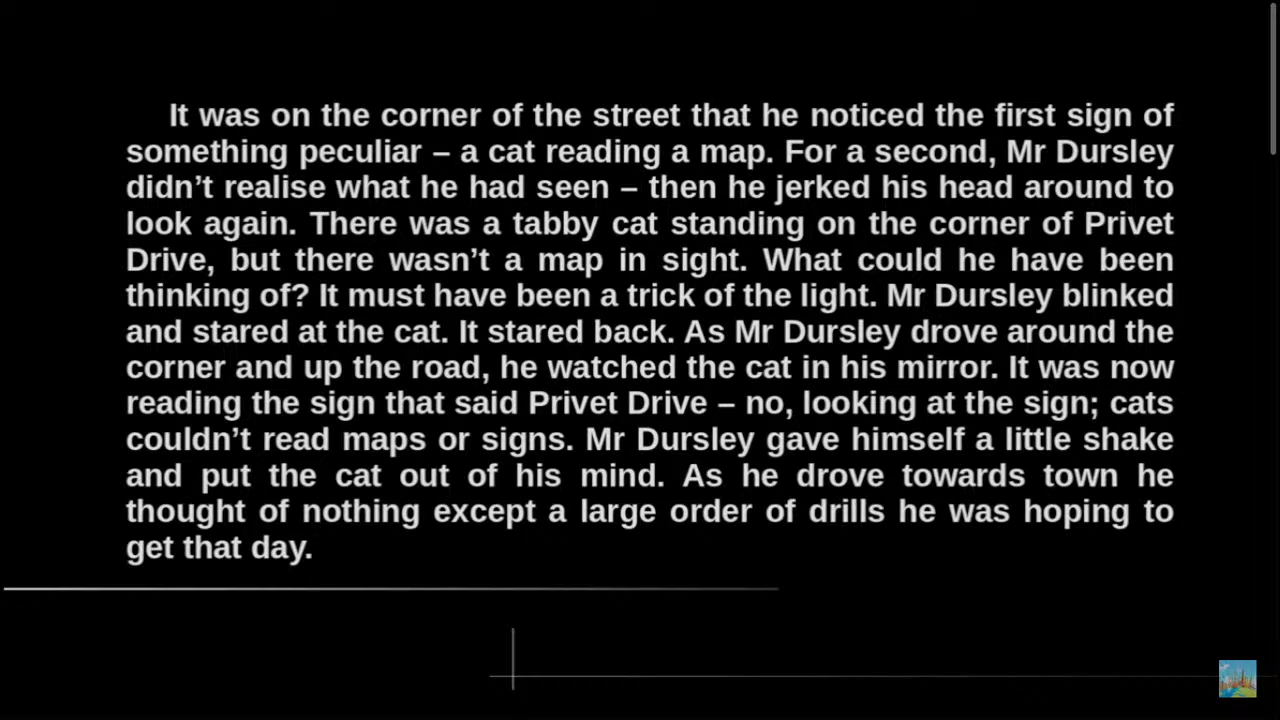 It was on the corner of the street that he noticed the first sign of
something peculiar – a cat reading a map. For a second, Mr Dursley
didn’t realise what he had seen – then he jerked his head around to
look again. There was a tabby cat standing on the corner of Privet
Drive, but there wasn’t a map in sight. What could he have been
thinking of? It must have been a trick of the light. Mr Dursley blinked
and stared at the cat. It stared back. As Mr Dursley drove around the
corner and up the road, he watched the cat in his mirror. It was now
reading the sign that said Privet Drive – no, looking at the sign; cats
couldn’t read maps or signs. Mr Dursley gave himself a little shake
and put the cat out of his mind. As he drove towards town he
thought of nothing except a large order of drills he was hoping to
get that day.